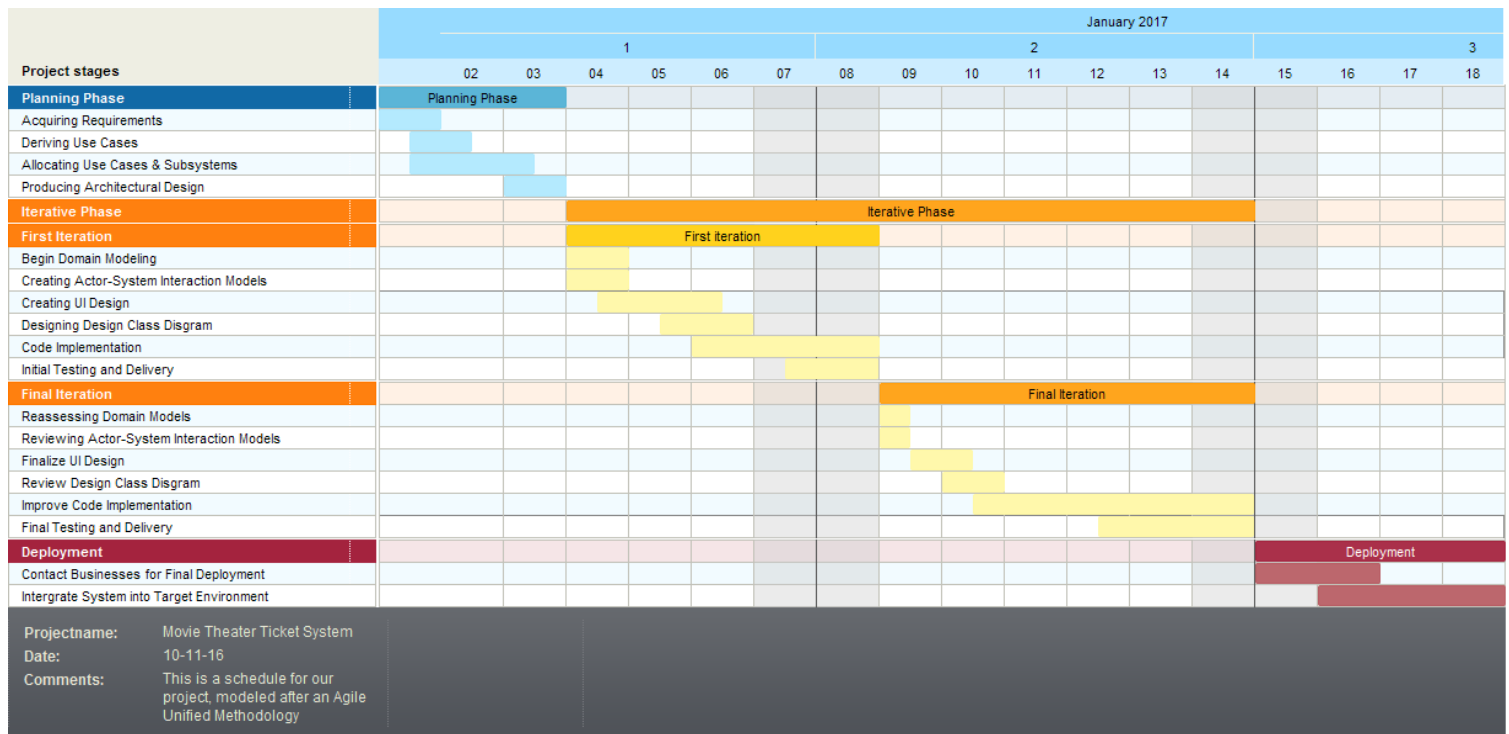 January 2017
1 2 3
Project stages 02 03 04 05 06 07 08 09 10 11 12 13 14 15 16 17 18
Planning Phase Planning Phase
Acquiring Requirements
Deriving Use Cases
Allocating Use Cases & Subsystems
Producing Architectural Design
Iterative Phase Iterative Phase
First Iteration First iteration
Begin Domain Modeling
Creating Actor-System Interaction Models
Creating UI Design
Designing Design Class Disgram
Code Implementation
Initial Testing and Delivery
Final Iteration Final Iteration
Reassessing Domain Models
Reviewing Actor-System Interaction Models
Finalize UI Design
Review Design Class Disgram
Improve Code Implementation
Final Testing and Delivery
Deployment Deployment
Contact Businesses for Final Deployment
Intergrate System into Target Environment
Projectname: Movie Theater Ticket System
Date: 10-11-16
Comments: This is a schedule for our
project, modeled after an Agile
Unified Methodology